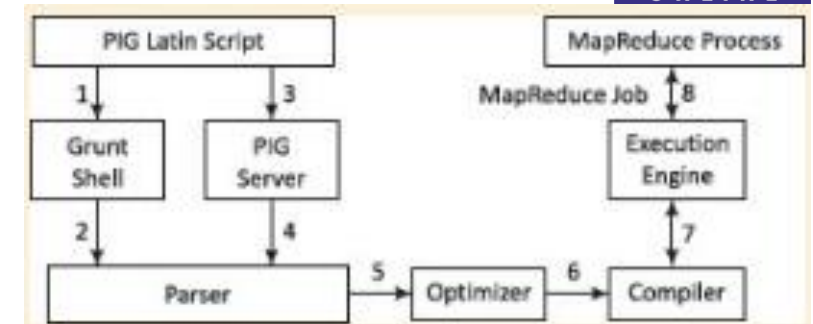 PIG Latin Script
MapReduce Process
1
3
MapReduce Job
8
Grunt
Shell
PIG
Server
Execution
Engine
2
4
7
Parser
5
Optimizer
6
Compiler